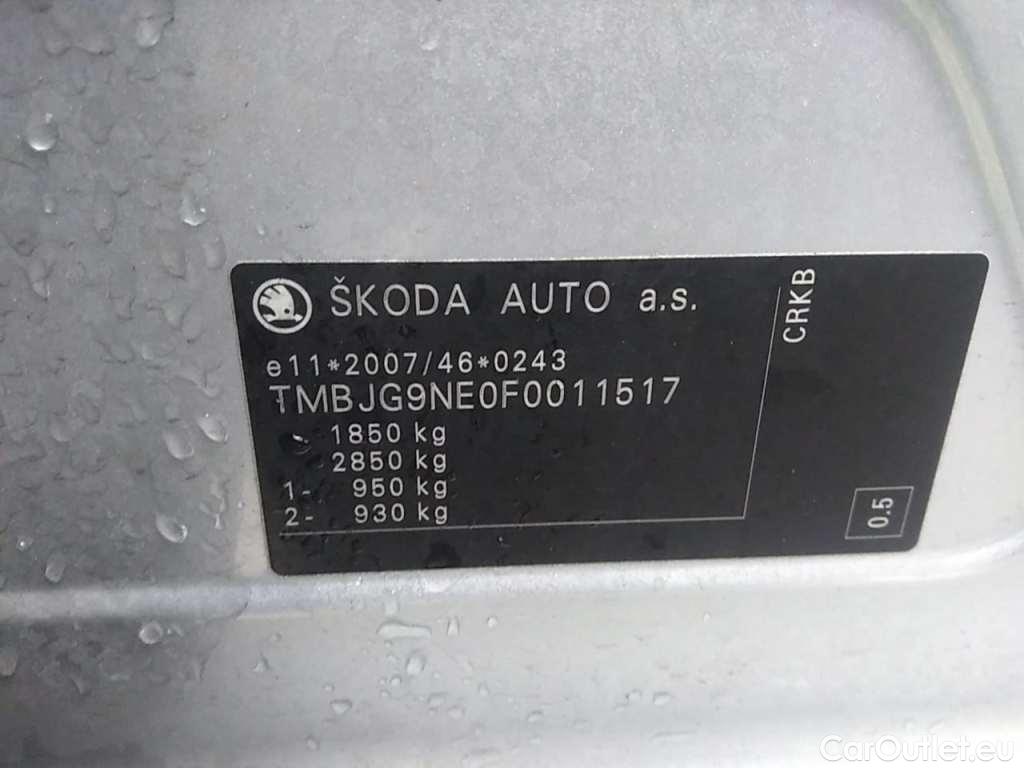 ŠKODA AUTO a.s.
e11*2007/46*0243
TMBJG9NE0F0011517
1850 kg
2850 kg
1- 950 kg
2- 930 kg
CRKB
0.5
CarOutlet.eu